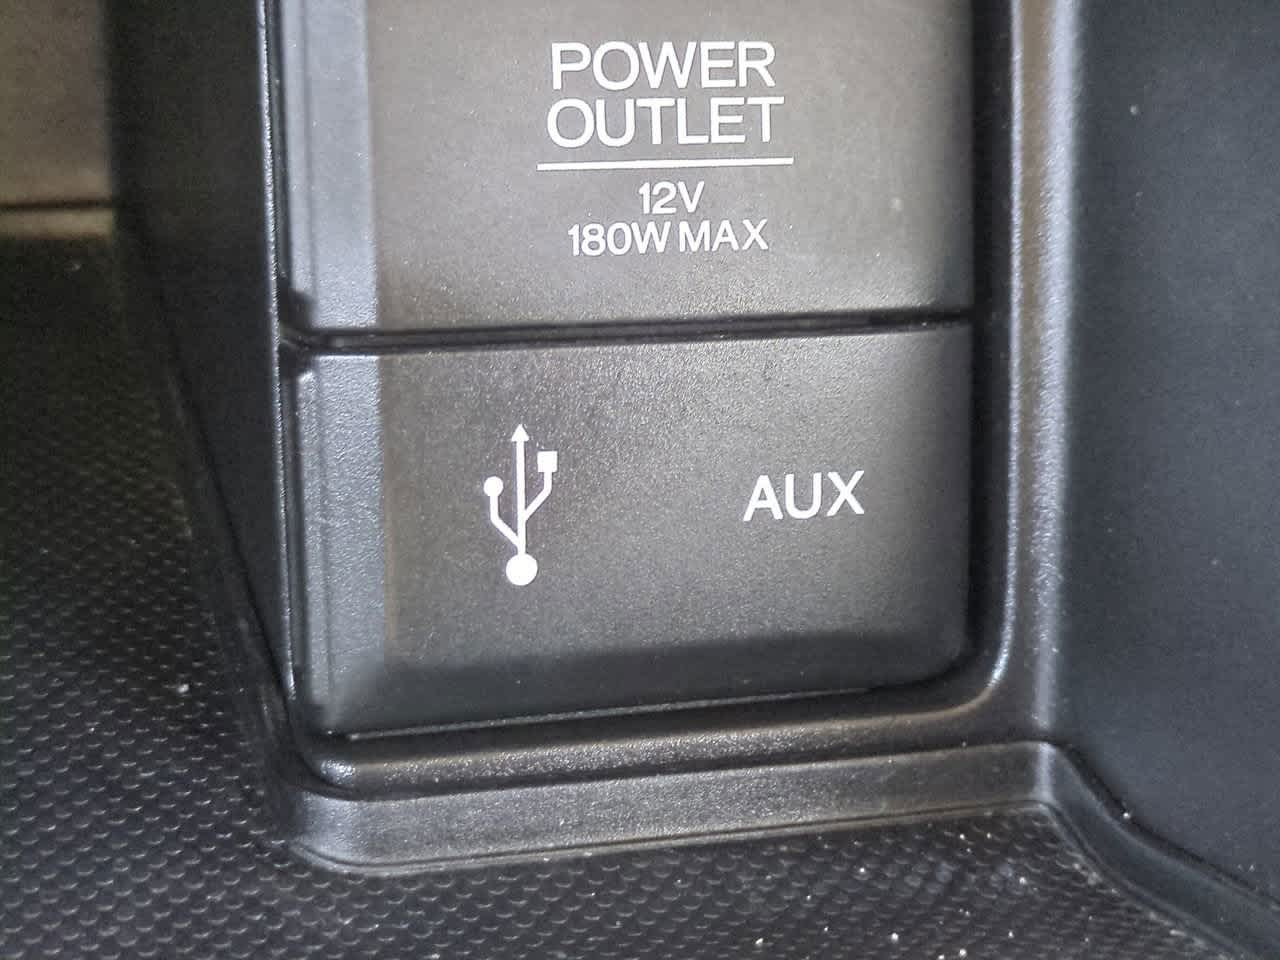 POWER
OUTLET
12V
180W MAX
AUX